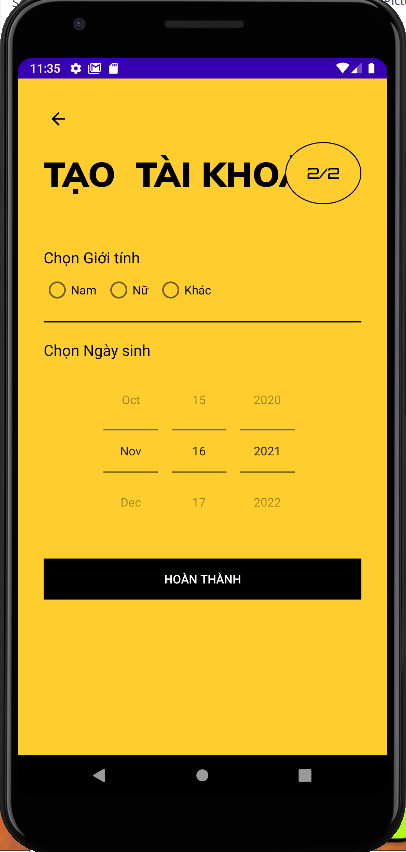 11:35
TẠO TÀI KHOẢ
2/2
Chọn Giới tính
Nam Nữ Khác
Chọn Ngày sinh
Oct 15 2020
Nov 16 2021
Dec 17 2022
HOÀN THÀNH